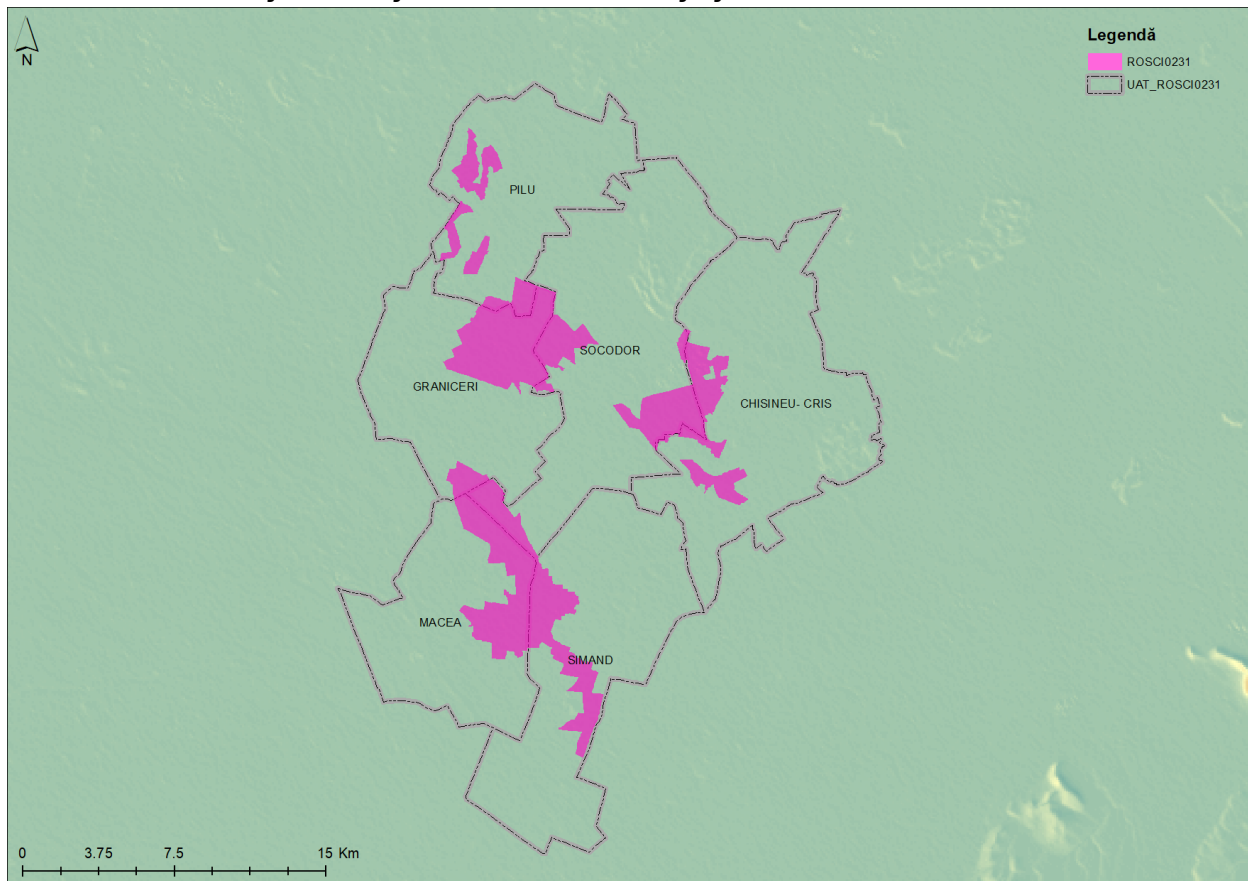 N
Legendă
ROSCI0231
UAT_ROSCI0231
PILU
SOCODOR
GRANICERI
CHISINEU- CRIS
MACEA
SIMAND
0 3.75 7.5 15 Km